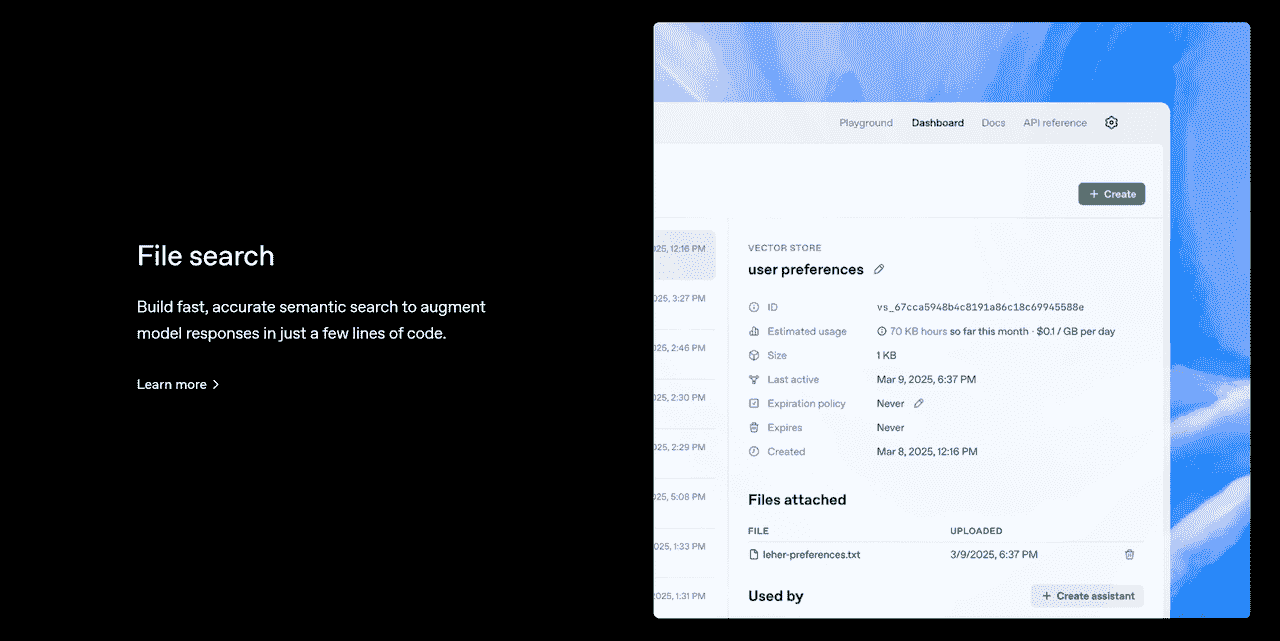 File search
Build fast, accurate semantic search to augment
model responses in just a few lines of code.
Learn more
Playground Dashboard Docs API reference
+ Create
025, 12:16 PM
025, 3:27 PM
025, 2:46 PM
025, 2:30 PM
025, 2:29 PM
025, 5:08 PM
025, 1:33 PM
025, 1:31 PM
VECTOR STORE
user preferences
ID vs_67cca5948b4c8191a86c18c69945588e
Estimated usage 70 KB hours so far this month · $0.1 / GB per day
Size 1 KB
Last active Mar 9, 2025, 6:37 PM
Expiration policy Never
Expires Never
Created Mar 8, 2025, 12:16 PM
Files attached
FILE UPLOADED
leher-preferences.txt 3/9/2025, 6:37 PM
Used by + Create assistant